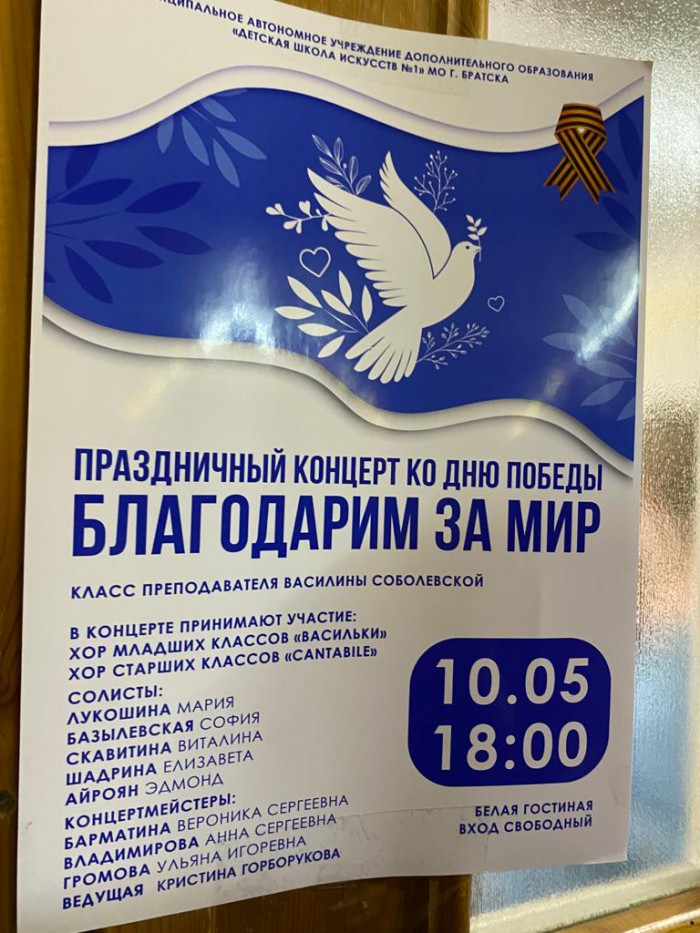 МУНИЦИПАЛЬНОЕ АВТОНОМНОЕ УЧРЕЖДЕНИЕ ДОПОЛНИТЕЛЬНОГО ОБРАЗОВАНИЯ
«ДЕТСКАЯ ШКОЛА ИСКУССТВ №1» МО Г. БРАТСКА
ПРАЗДНИЧНЫЙ КОНЦЕРТ КО ДНЮ ПОБЕДЫ
БЛАГОДАРИМ ЗА МИР
КЛАСС ПРЕПОДАВАТЕЛЯ ВАСИЛИНЫ СОБОЛЕВСКОЙ
В КОНЦЕРТЕ ПРИНИМАЮТ УЧАСТИЕ:
ХОР МЛАДШИХ КЛАССОВ «ВАСИЛЬКИ»
ХОР СТАРШИХ КЛАССОВ «CANTABILE»
СОЛИСТЫ:
ЛУКОШИНА МАРИЯ
БАЗЫЛЕВСКАЯ СОФИЯ
СКАВИТИНА ВИТАЛИНА
ШАДРИНА ЕЛИЗАВЕТА
АЙРОЯН ЭДМОНД
КОНЦЕРТМЕЙСТЕРЫ:
БАРМАТИНА ВЕРОНИКА СЕРГЕЕВНА
ВЛАДИМИРОВА АННА СЕРГЕЕВНА
ГРОМОВА УЛЬЯНА ИГОРЕВНА
ВЕДУЩАЯ КРИСТИНА ГОРБОРУКОВА
10.05
18:00
БЕЛАЯ ГОСТИНАЯ
ВХОД СВОБОДНЫЙ